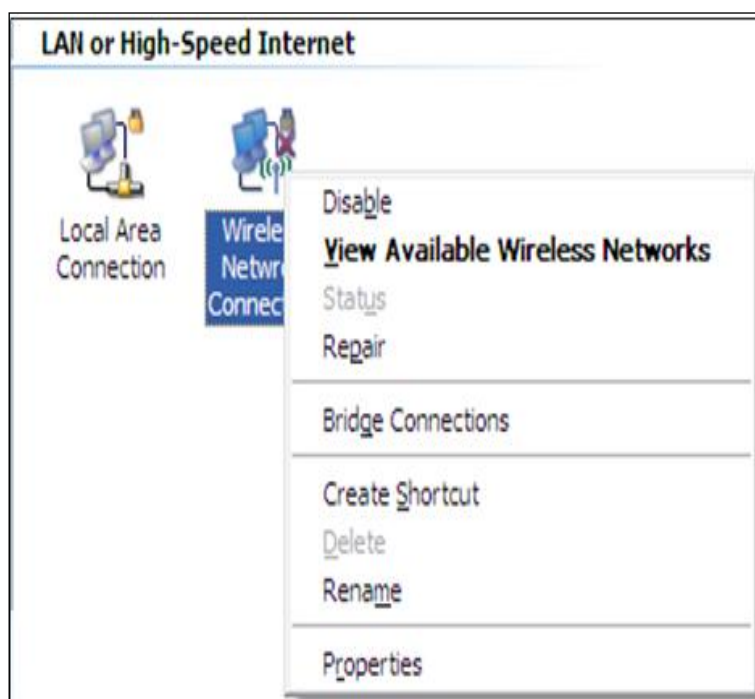 LAN or High-Speed Internet
Local Area
Connection
Disable
View Available Wireless Networks
Status
Repair
Bridge Connections
Create Shortcut
Delete
Rename
Properties